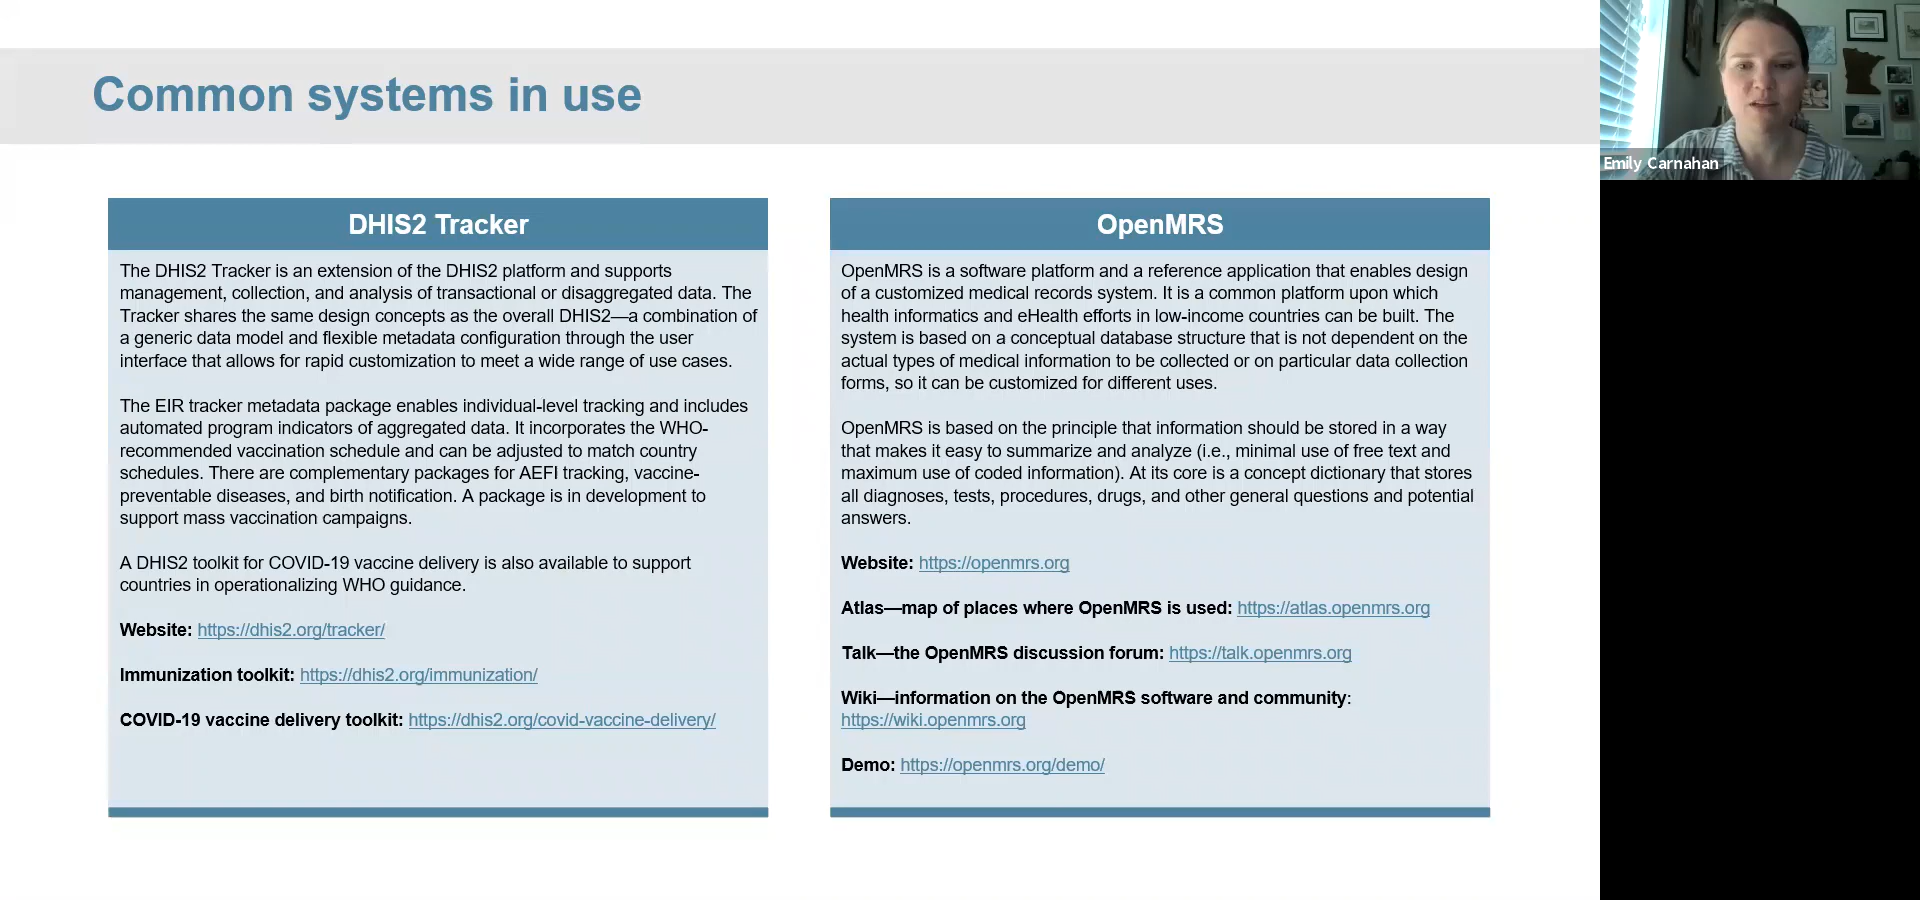 Common systems in use
DHIS2 Tracker
The DHIS2 Tracker is an extension of the DHIS2 platform and supports
management, collection, and analysis of transactional or disaggregated data. The
Tracker shares the same design concepts as the overall DHIS2—a combination of
a generic data model and flexible metadata configuration through the user
interface that allows for rapid customization to meet a wide range of use cases.
The EIR tracker metadata package enables individual-level tracking and includes
automated program indicators of aggregated data. It incorporates the WHO-
recommended vaccination schedule and can be adjusted to match country
schedules. There are complementary packages for AEFI tracking, vaccine-
preventable diseases, and birth notification. A package is in development to
support mass vaccination campaigns.
A DHIS2 toolkit for COVID-19 vaccine delivery is also available to support
countries in operationalizing WHO guidance.
Website: https://dhis2.org/tracker/
Immunization toolkit: https://dhis2.org/immunization/
COVID-19 vaccine delivery toolkit: https://dhis2.org/covid-vaccine-delivery/
OpenMRS
OpenMRS is a software platform and a reference application that enables design
of a customized medical records system. It is a common platform upon which
health informatics and eHealth efforts in low-income countries can be built. The
system is based on a conceptual database structure that is not dependent on the
actual types of medical information to be collected or on particular data collection
forms, so it can be customized for different uses.
OpenMRS is based on the principle that information should be stored in a way
that makes it easy to summarize and analyze (i.e., minimal use of free text and
maximum use of coded information). At its core is a concept dictionary that stores
all diagnoses, tests, procedures, drugs, and other general questions and potential
answers.
Website: https://openmrs.org
Atlas—map of places where OpenMRS is used: https://atlas.openmrs.org
Talk—the OpenMRS discussion forum: https://talk.openmrs.org
Wiki—information on the OpenMRS software and community:
https://wiki.openmrs.org
Demo: https://openmrs.org/demo/
Emily Carnahan